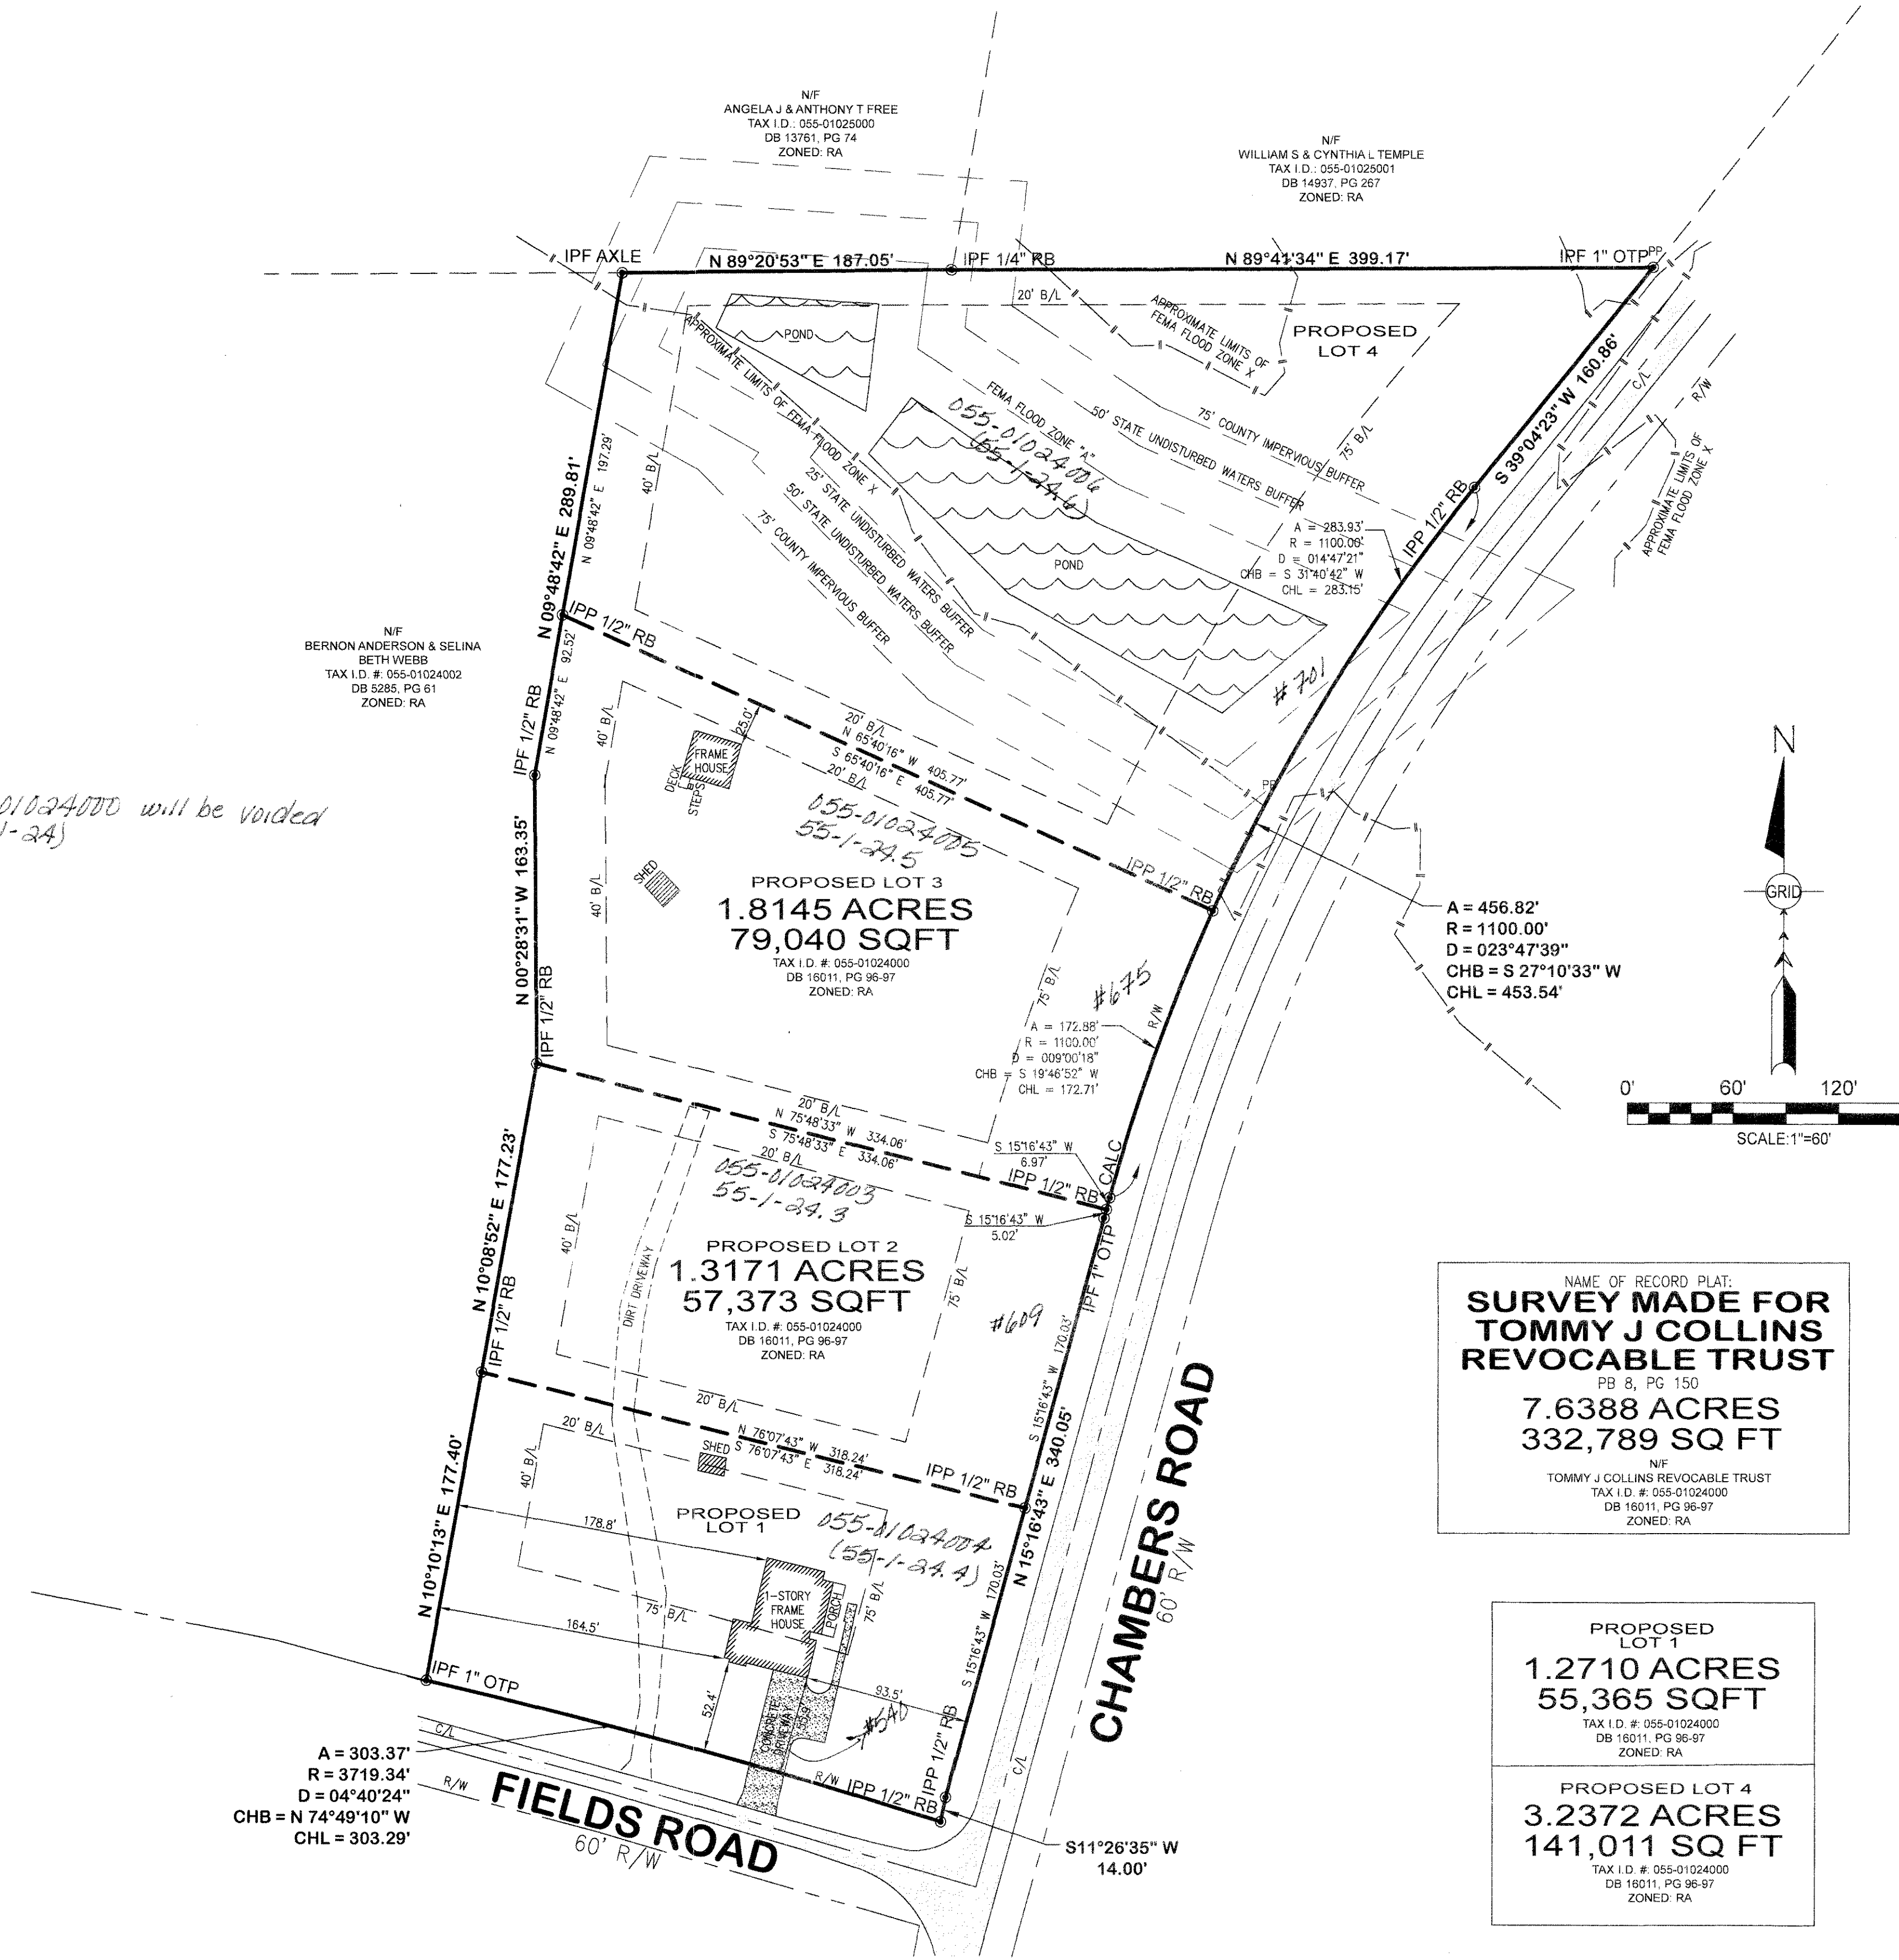 N/F
ANGELA J & ANTHONY T FREE
TAX I.D.: 055-01025000
DB 13761, PG 74
ZONED: RA
N/F
WILLIAM S & CYNTHIA L TEMPLE
TAX I.D.: 055-01025001
DB 14937, PG 267
ZONED: RA
IPF AXLE
N 89°20'53" E 187.05'
IPF 1/4" RB
N 89°41'34" E 399.17'
IPF 1" OTP
PP
20' B/L
POND
APPROXIMATE LIMITS OF FEMA FLOOD ZONE X
APPROXIMATE LIMITS OF
FEMA FLOOD ZONE X
PROPOSED
LOT 4
S 39°04'23" W 160.86'
C/L
R/W
APPROXIMATE LIMITS OF
FEMA FLOOD ZONE X
FEMA FLOOD ZONE "A"
50' STATE UNDISTURBED WATERS BUFFER
75' COUNTY IMPERVIOUS BUFFER
75' B/L
055-01024006
(55-1-24.6)
25' STATE UNDISTURBED WATERS BUFFER
50' STATE UNDISTURBED WATERS BUFFER
75' COUNTY IMPERVIOUS BUFFER
POND
IPP 1/2" RB
A = 283.93'
R = 1100.00'
D = 014°47'21"
CHB = S 31°40'42" W
CHL = 283.15'
N 09°48'42" E 289.81'
N 09°48'42" E 197.29'
40' B/L
N/F
BERNON ANDERSON & SELINA
BETH WEBB
TAX I.D. #: 055-01024002
DB 5285, PG 61
ZONED: RA
IPP 1/2" RB
N 09°48'42" E 92.52'
IPF 1/2" RB
40' B/L
#701
20' B/L
N 65°40'16" W 405.77'
S 65°40'16" E 405.77'
20' B/L
25.0'
FRAME
HOUSE
DECK
STEPS
PP
01024000 will be voided
1-24)
055-01024005
55-1-24.5
IPP 1/2" RB
N 00°28'31" W 163.35'
SHED
40' B/L
PROPOSED LOT 3
1.8145 ACRES
79,040 SQFT
TAX I.D. #: 055-01024000
DB 16011, PG 96-97
ZONED: RA
75' B/L
#675
R/W
A = 456.82'
R = 1100.00'
D = 023°47'39"
CHB = S 27°10'33" W
CHL = 453.54'
N
GRID
0' 60' 120'
SCALE:1"=60'
A = 172.88'
R = 1100.00'
D = 009°00'18"
CHB = S 19°46'52" W
CHL = 172.71'
IPF 1/2" RB
20' B/L
N 75°48'33" W 334.06'
S 75°48'33" E 334.06'
20' B/L
S 15°16'43" W
6.97'
CALC
IPP 1/2" RB
S 15°16'43" W
5.02'
IPF 1" OTP
055-01024003
55-1-24.3
N 10°08'52" E 177.23'
40' B/L
DIRT DRIVEWAY
PROPOSED LOT 2
1.3171 ACRES
57,373 SQFT
TAX I.D. #: 055-01024000
DB 16011, PG 96-97
ZONED: RA
75' B/L
#609
S 15°16'43" W 170.03'
IPF 1/2" RB
20' B/L
20' B/L
N 76°07'43" W 318.24'
S 76°07'43" E 318.24'
SHED
IPP 1/2" RB
N 15°16'43" E 340.05'
CHAMBERS ROAD
60' R/W
40' B/L
N 10°10'13" E 177.40'
178.8'
PROPOSED
LOT 1
055-01024004
(55-1-24.4)
1-STORY
FRAME
HOUSE
PORCH
75' B/L
75' B/L
164.5'
S 15°16'43" W 170.03'
IPF 1" OTP
52.4'
93.5'
55.9'
CONCRETE
DRIVEWAY
#540
IPP 1/2" RB
R/W
IPP 1/2" RB
C/L
C/L
R/W
A = 303.37'
R = 3719.34'
D = 04°40'24"
CHB = N 74°49'10" W
CHL = 303.29'
FIELDS ROAD
60' R/W
S11°26'35" W
14.00'
NAME OF RECORD PLAT:
SURVEY MADE FOR
TOMMY J COLLINS
REVOCABLE TRUST
PB 8, PG 150
7.6388 ACRES
332,789 SQ FT
N/F
TOMMY J COLLINS REVOCABLE TRUST
TAX I.D. #: 055-01024000
DB 16011, PG 96-97
ZONED: RA
PROPOSED
LOT 1
1.2710 ACRES
55,365 SQFT
TAX I.D. #: 055-01024000
DB 16011, PG 96-97
ZONED: RA
PROPOSED LOT 4
3.2372 ACRES
141,011 SQ FT
TAX I.D. #: 055-01024000
DB 16011, PG 96-97
ZONED: RA